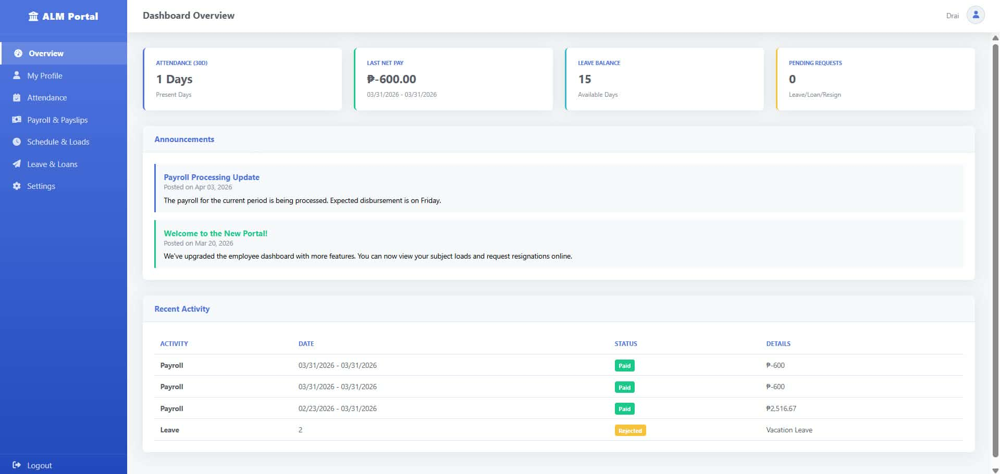 ALM Portal
Overview
My Profile
Attendance
Payroll & Payslips
Schedule & Loads
Leave & Loans
Settings
Logout
Dashboard Overview
Drai
ATTENDANCE (30D)
1 Days
Present Days
LAST NET PAY
₱-600.00
03/31/2026 - 03/31/2026
LEAVE BALANCE
15
Available Days
PENDING REQUESTS
0
Leave/Loan/Resign
Announcements
Payroll Processing Update
Posted on Apr 03, 2026
The payroll for the current period is being processed. Expected disbursement is on Friday.
Welcome to the New Portal!
Posted on Mar 20, 2026
We've upgraded the employee dashboard with more features. You can now view your subject loads and request resignations online.
Recent Activity
ACTIVITY DATE STATUS DETAILS
Payroll 03/31/2026 - 03/31/2026 Paid ₱-600
Payroll 03/31/2026 - 03/31/2026 Paid ₱-600
Payroll 02/23/2026 - 03/31/2026 Paid ₱2,516.67
Leave 2 Rejected Vacation Leave